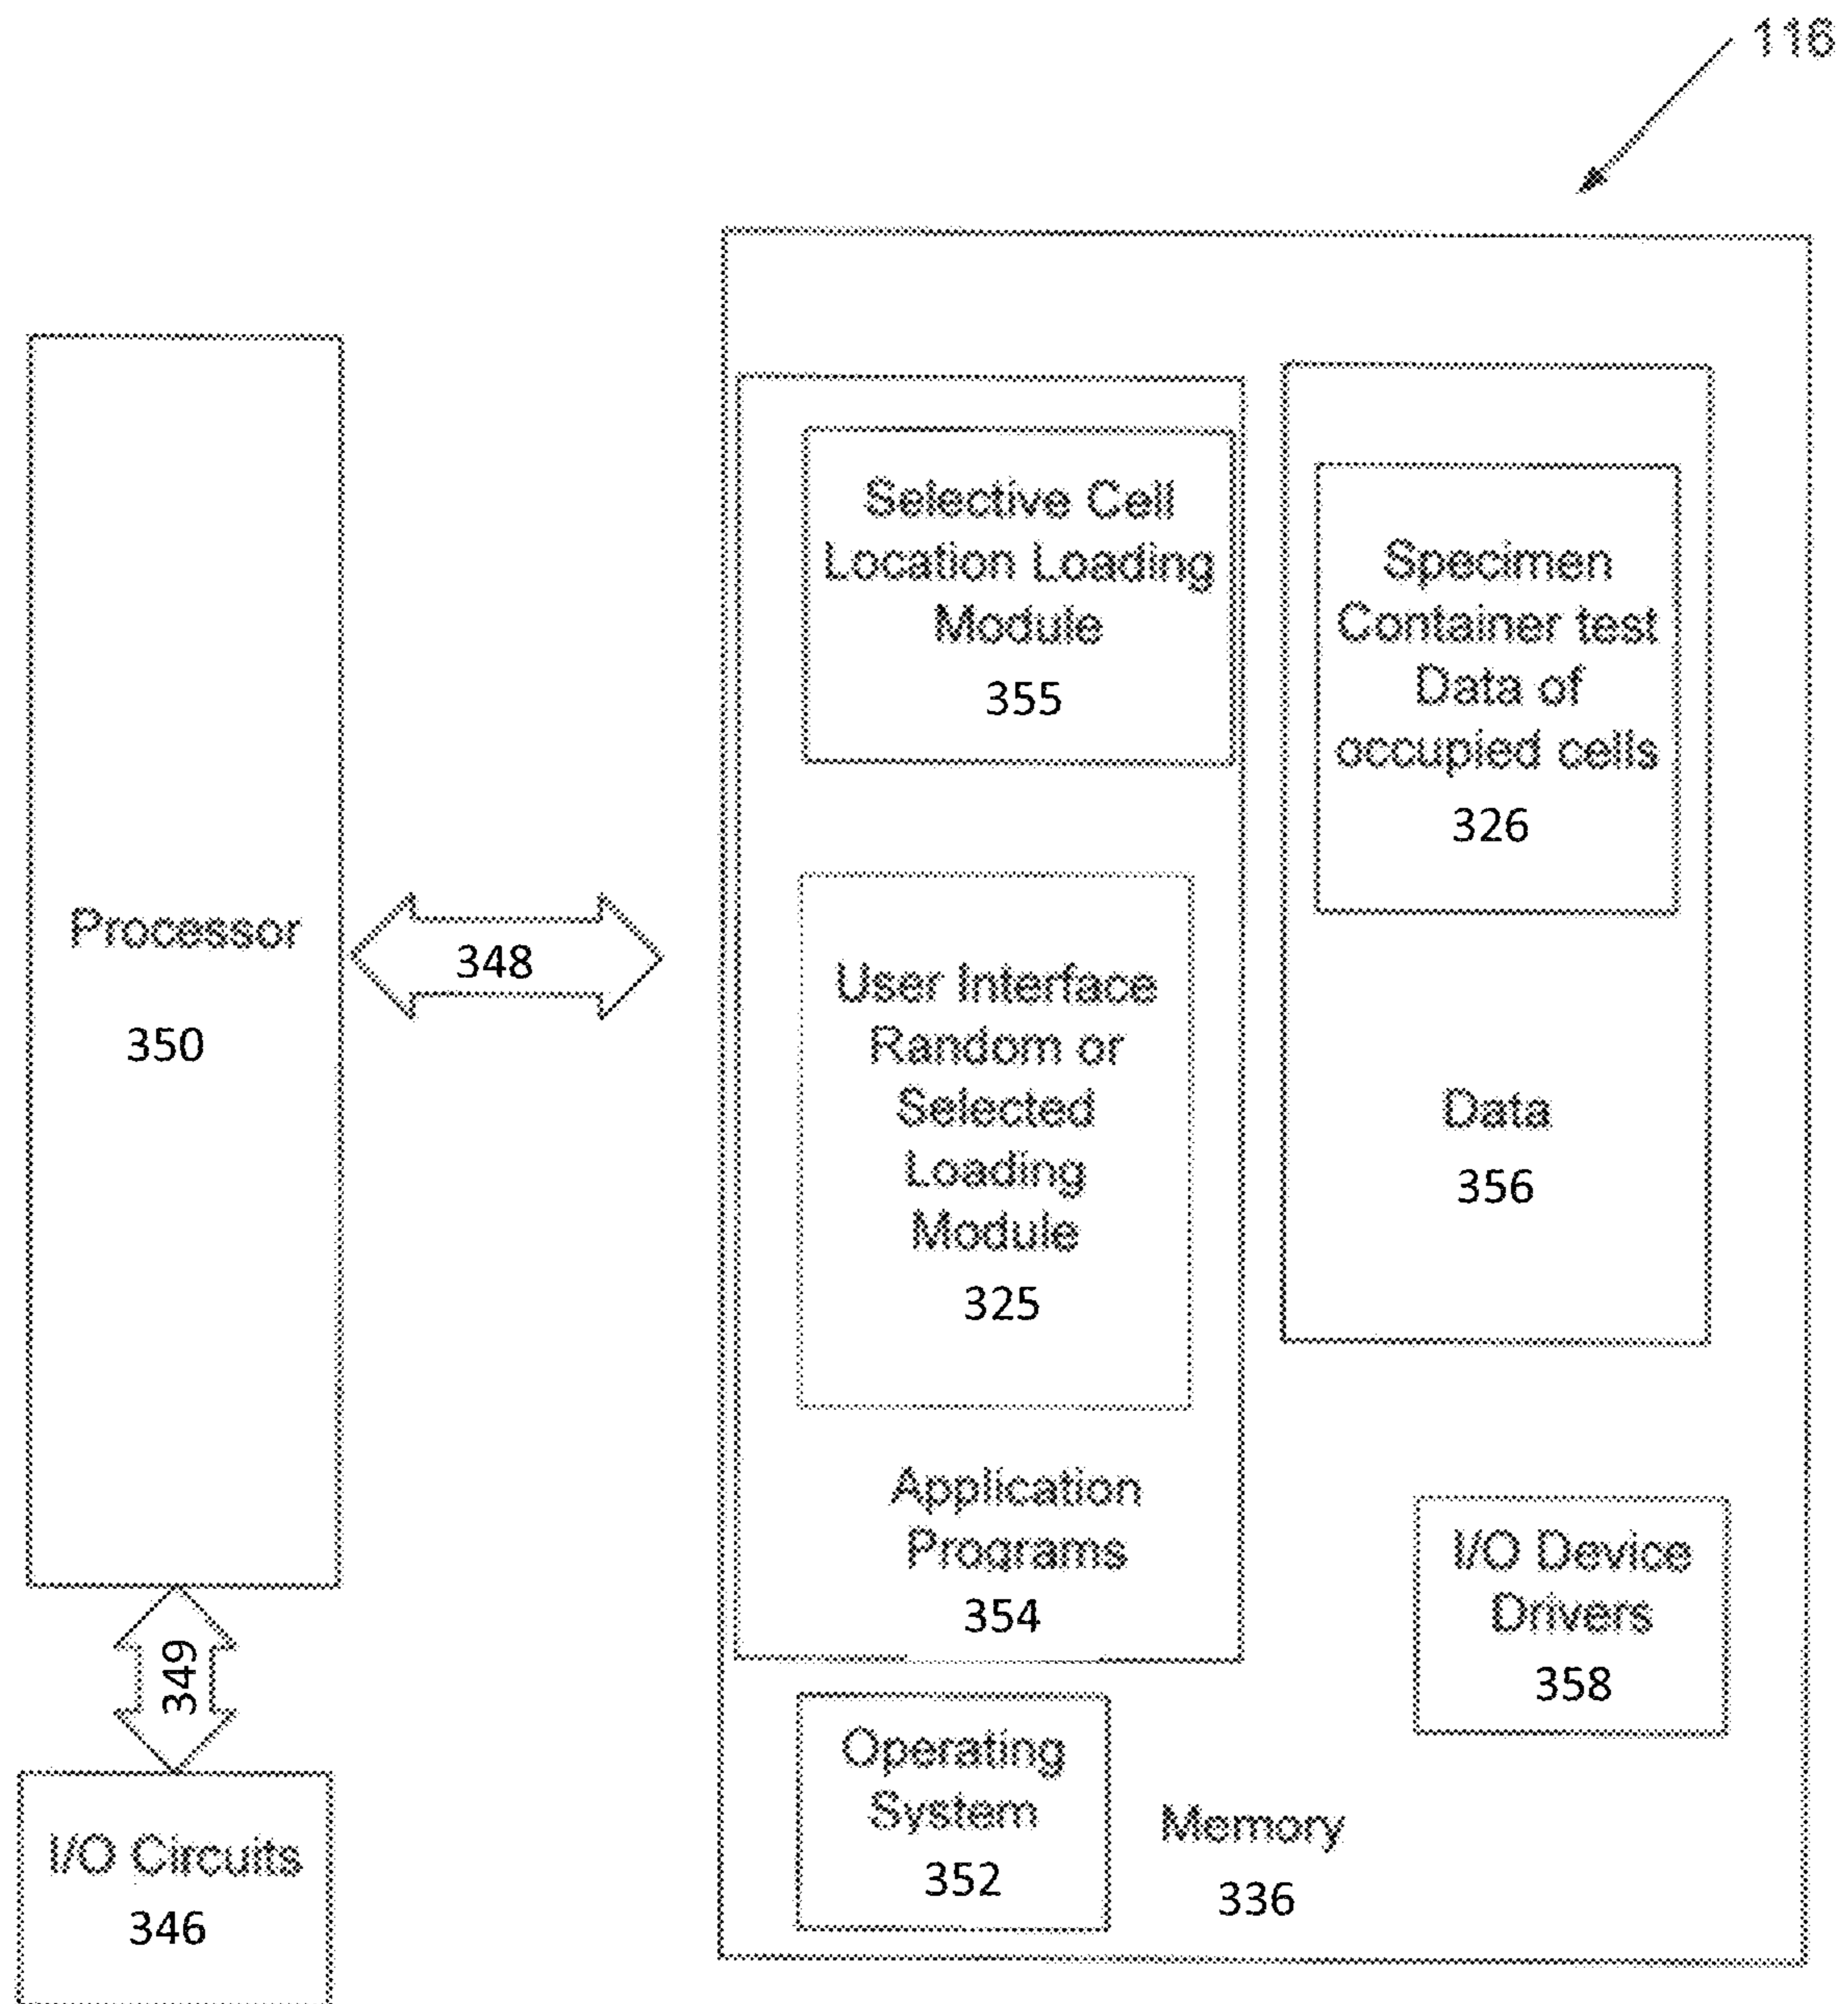 116
Selective Cell
Location Loading
Module
355
Specimen
Container test
Data of
occupied cells
326
Processor
350
348
User Interface
Random or
Selected
Loading
Module
325
Data
356
Application
Programs
354
I/O Device
Drivers
358
349
Operating
System
352
Memory
336
I/O Circuits
346